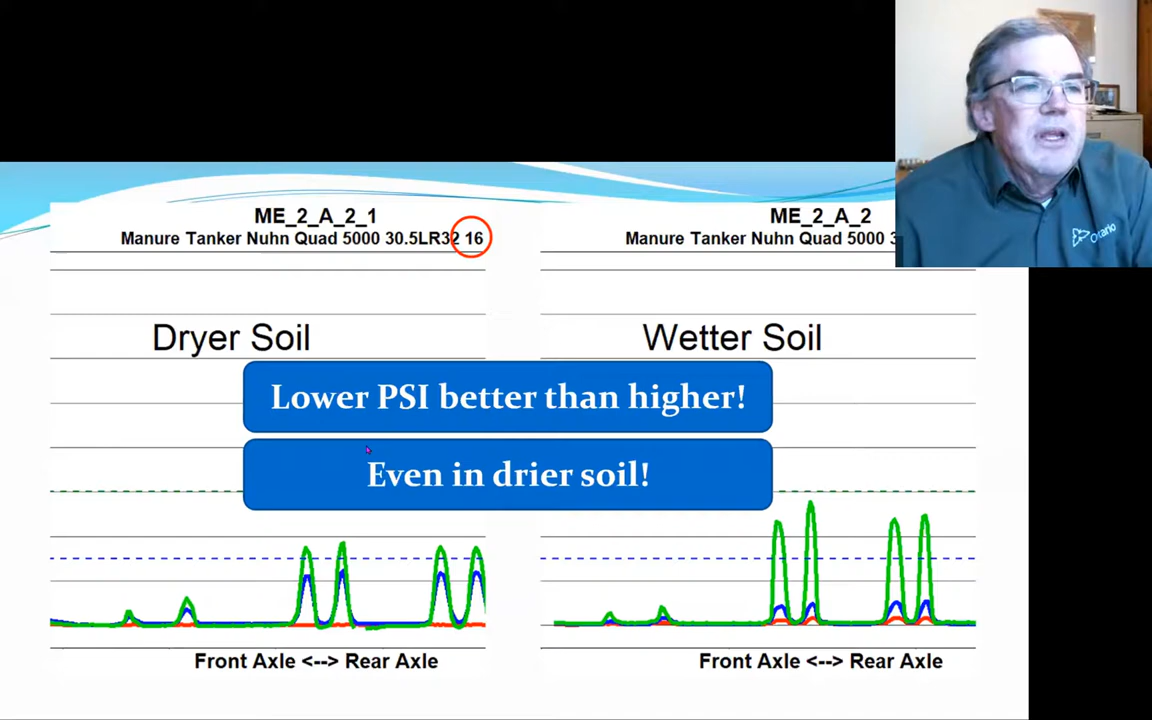 ME_2_A_2_1
Manure Tanker Nuhn Quad 5000 30.5LR32 16
Dryer Soil
ME_2_A_2
Manure Tanker Nuhn Quad 5000
Wetter Soil
Ontario
Lower PSI better than higher!
Even in drier soil!
Front Axle <--> Rear Axle
Front Axle <--> Rear Axle